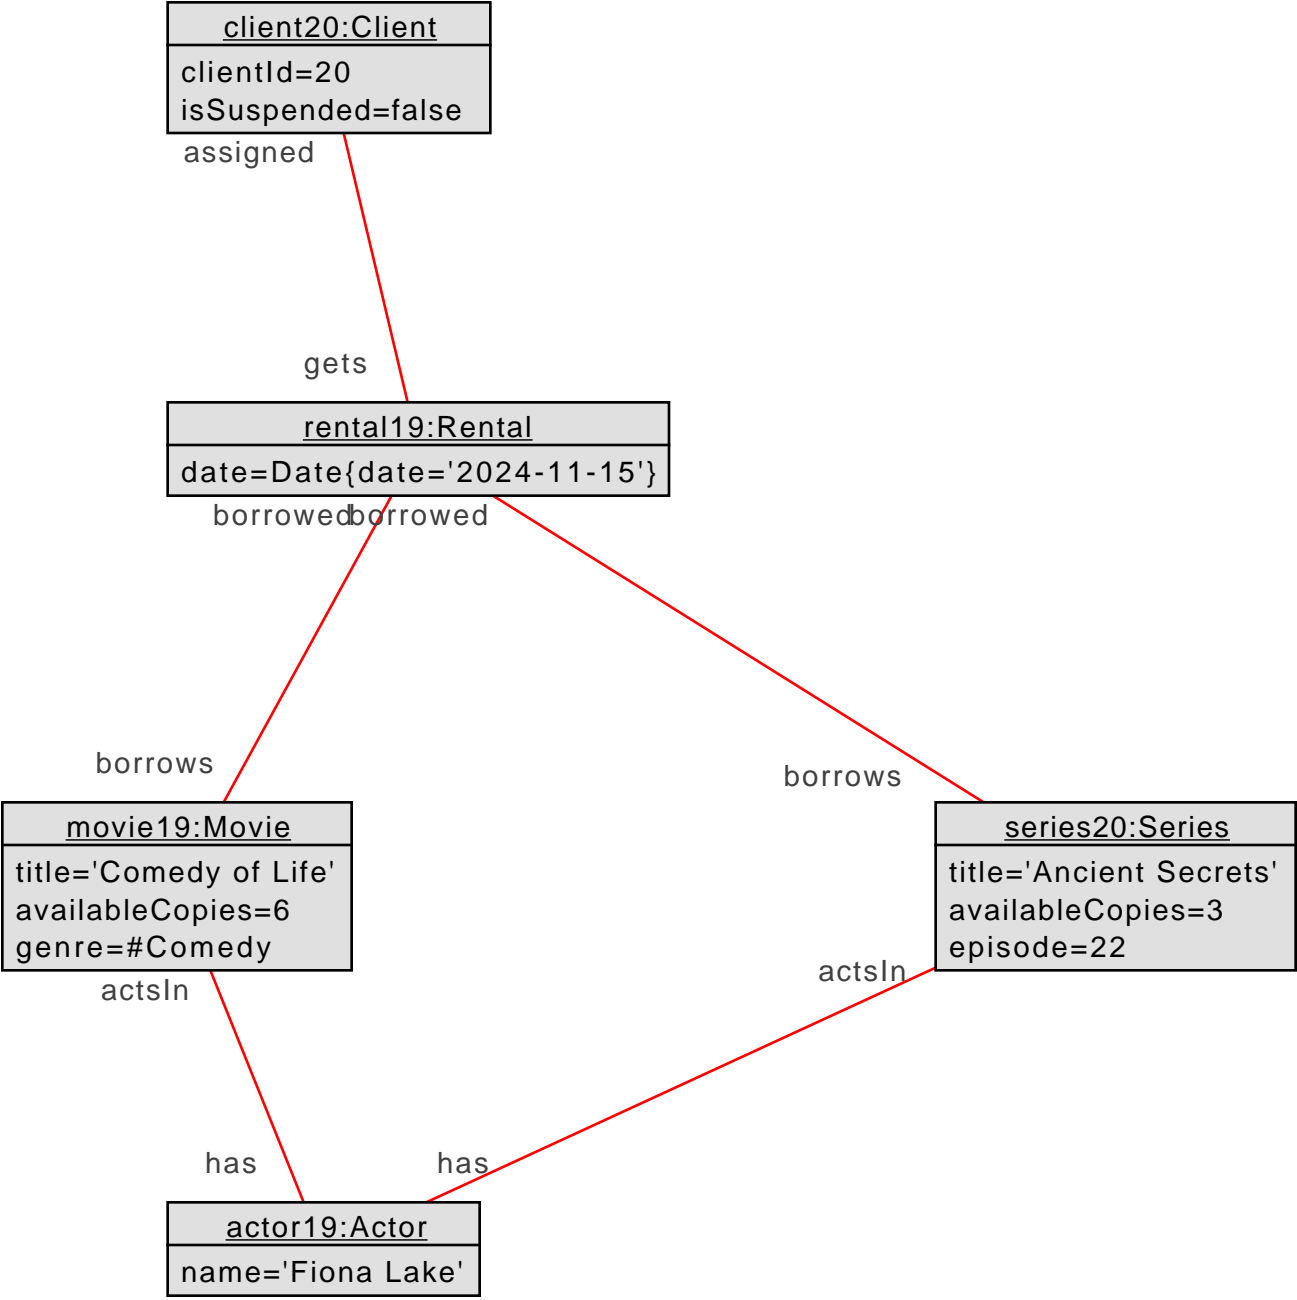 client20:Client
clientId=20
isSuspended=false
assigned
gets
rental19:Rental
date=Date{date='2024-11-15'}
borrowed borrowed
borrows
borrows
movie19:Movie
title='Comedy of Life'
availableCopies=6
genre=#Comedy
series20:Series
title='Ancient Secrets'
availableCopies=3
episode=22
actsIn
actsIn
has
has
actor19:Actor
name='Fiona Lake'